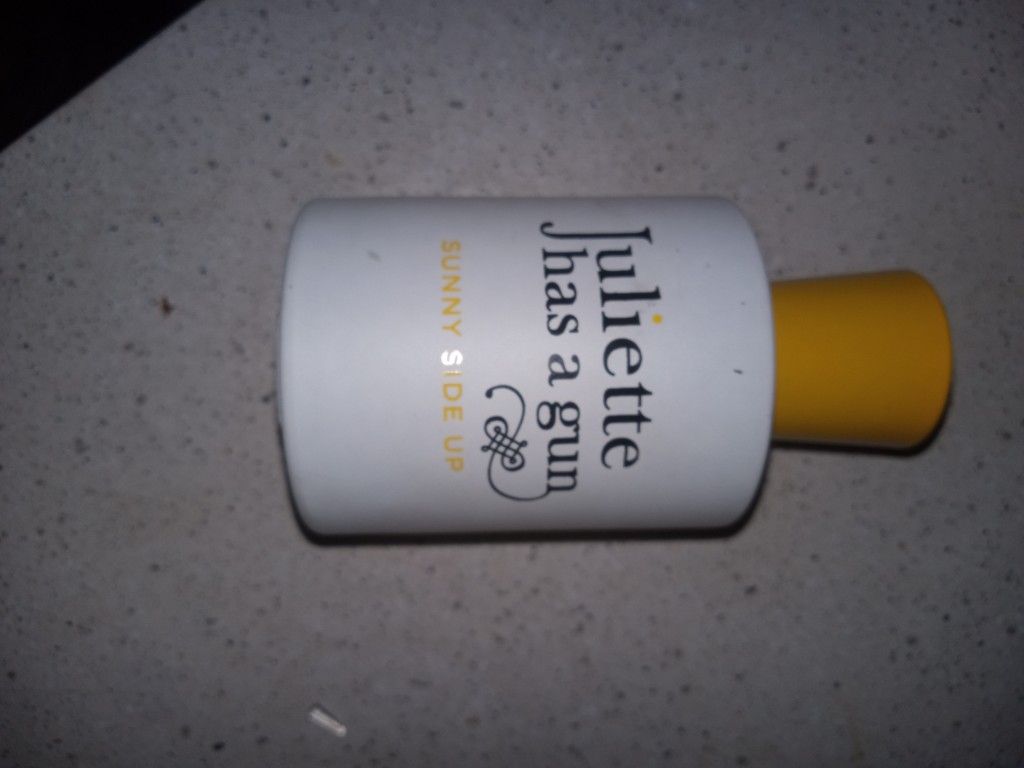 Juliette
has a gun
SUNNY SIDE UP